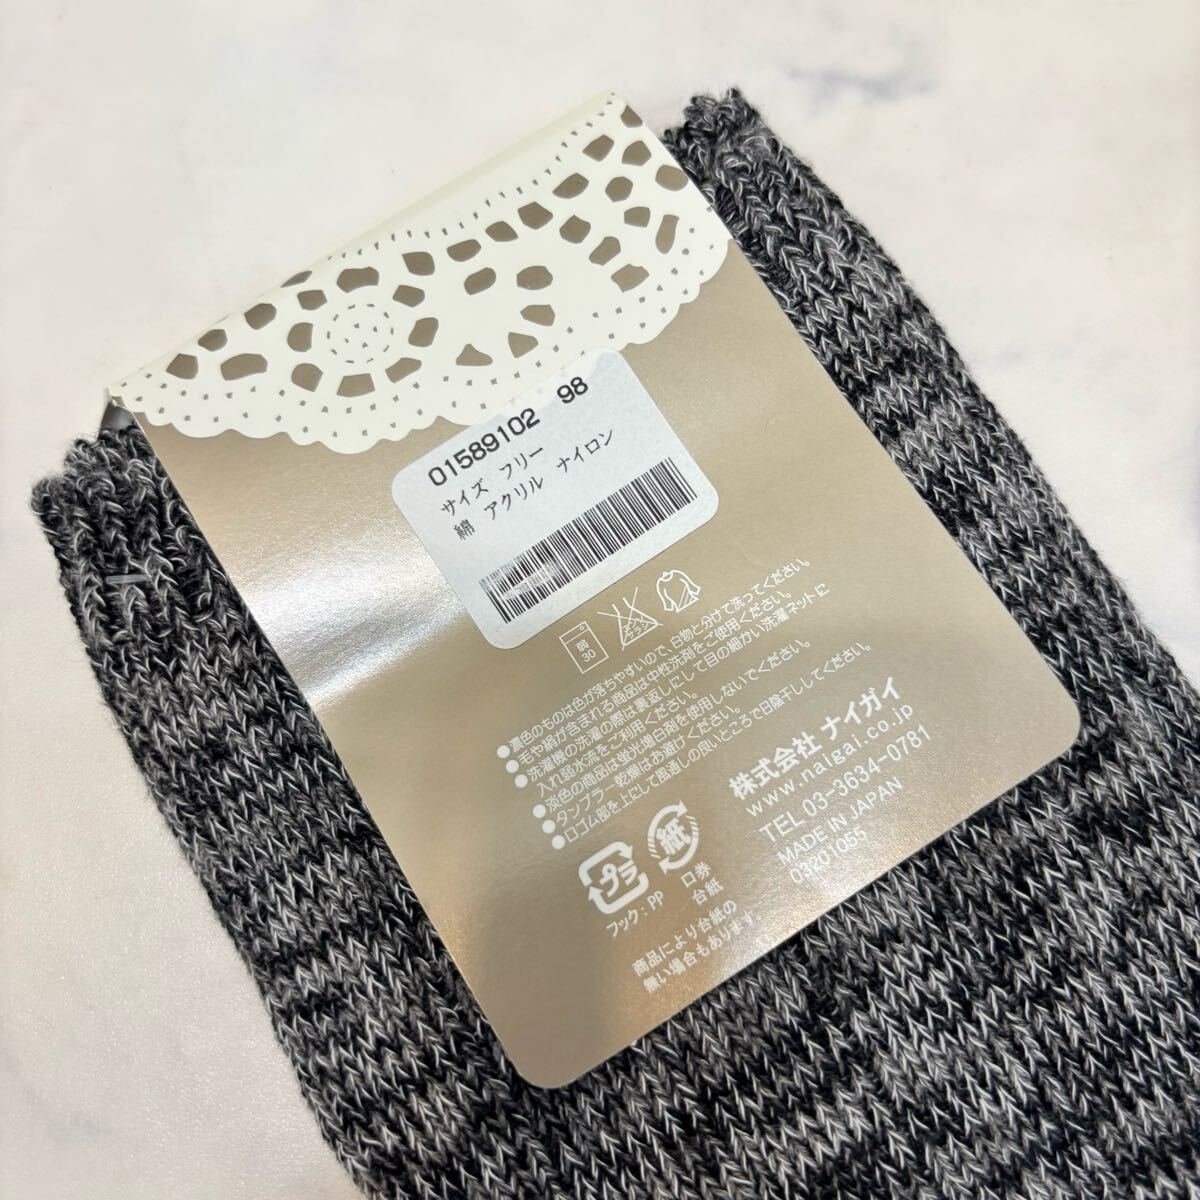 01589102 98
サイズ フリー
綿 アクリル ナイロン
弱
30
エンソ
サラシ
●濃色のものは色が落ちやすいので、白物と分けて洗ってください。
●毛や絹が含まれる商品は中性洗剤をご使用ください。
●洗濯機の洗濯の際は裏返しにして目の細かい洗濯ネットに
入れ弱水流をご利用ください。
●淡色の商品は蛍光増白剤を使用しないでください。
●タンブラー乾燥はお避けください。
●口ゴム部を上にして風通しの良いところで日陰干ししてください。
プラ
フック:PP
紙
口券
台紙
商品により台紙の
無い場合もあります。
株式会社 ナイガイ
www.naigai.co.jp
TEL 03-3634-0781
MADE IN JAPAN
03201055